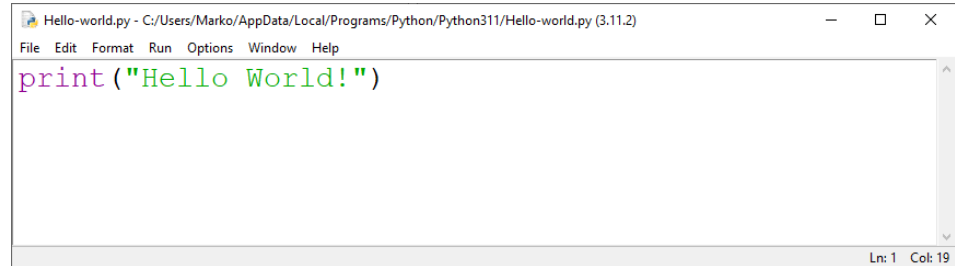 Hello-world.py - C:/Users/Marko/AppData/Local/Programs/Python/Python311/Hello-world.py (3.11.2)
File Edit Format Run Options Window Help
print("Hello World!")
Ln: 1 Col: 19